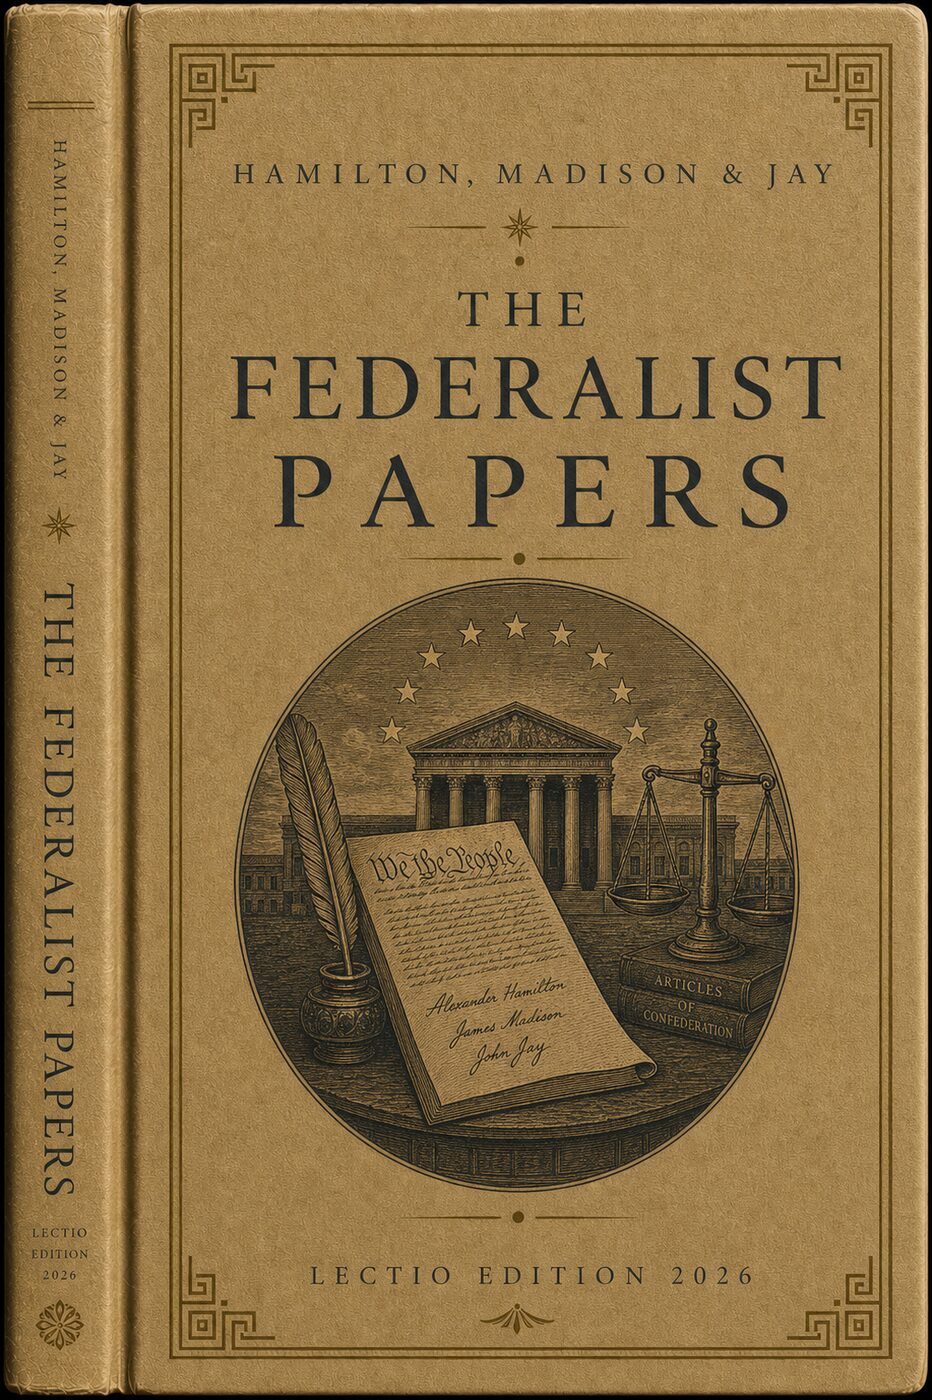 HAMILTON, MADISON & JAY
THE FEDERALIST PAPERS
LECTIO
EDITION
2026
HAMILTON, MADISON & JAY
THE
FEDERALIST
PAPERS
We the People
Alexander Hamilton
James Madison
John Jay
ARTICLES
OF
CONFEDERATION
LECTIO EDITION 2026